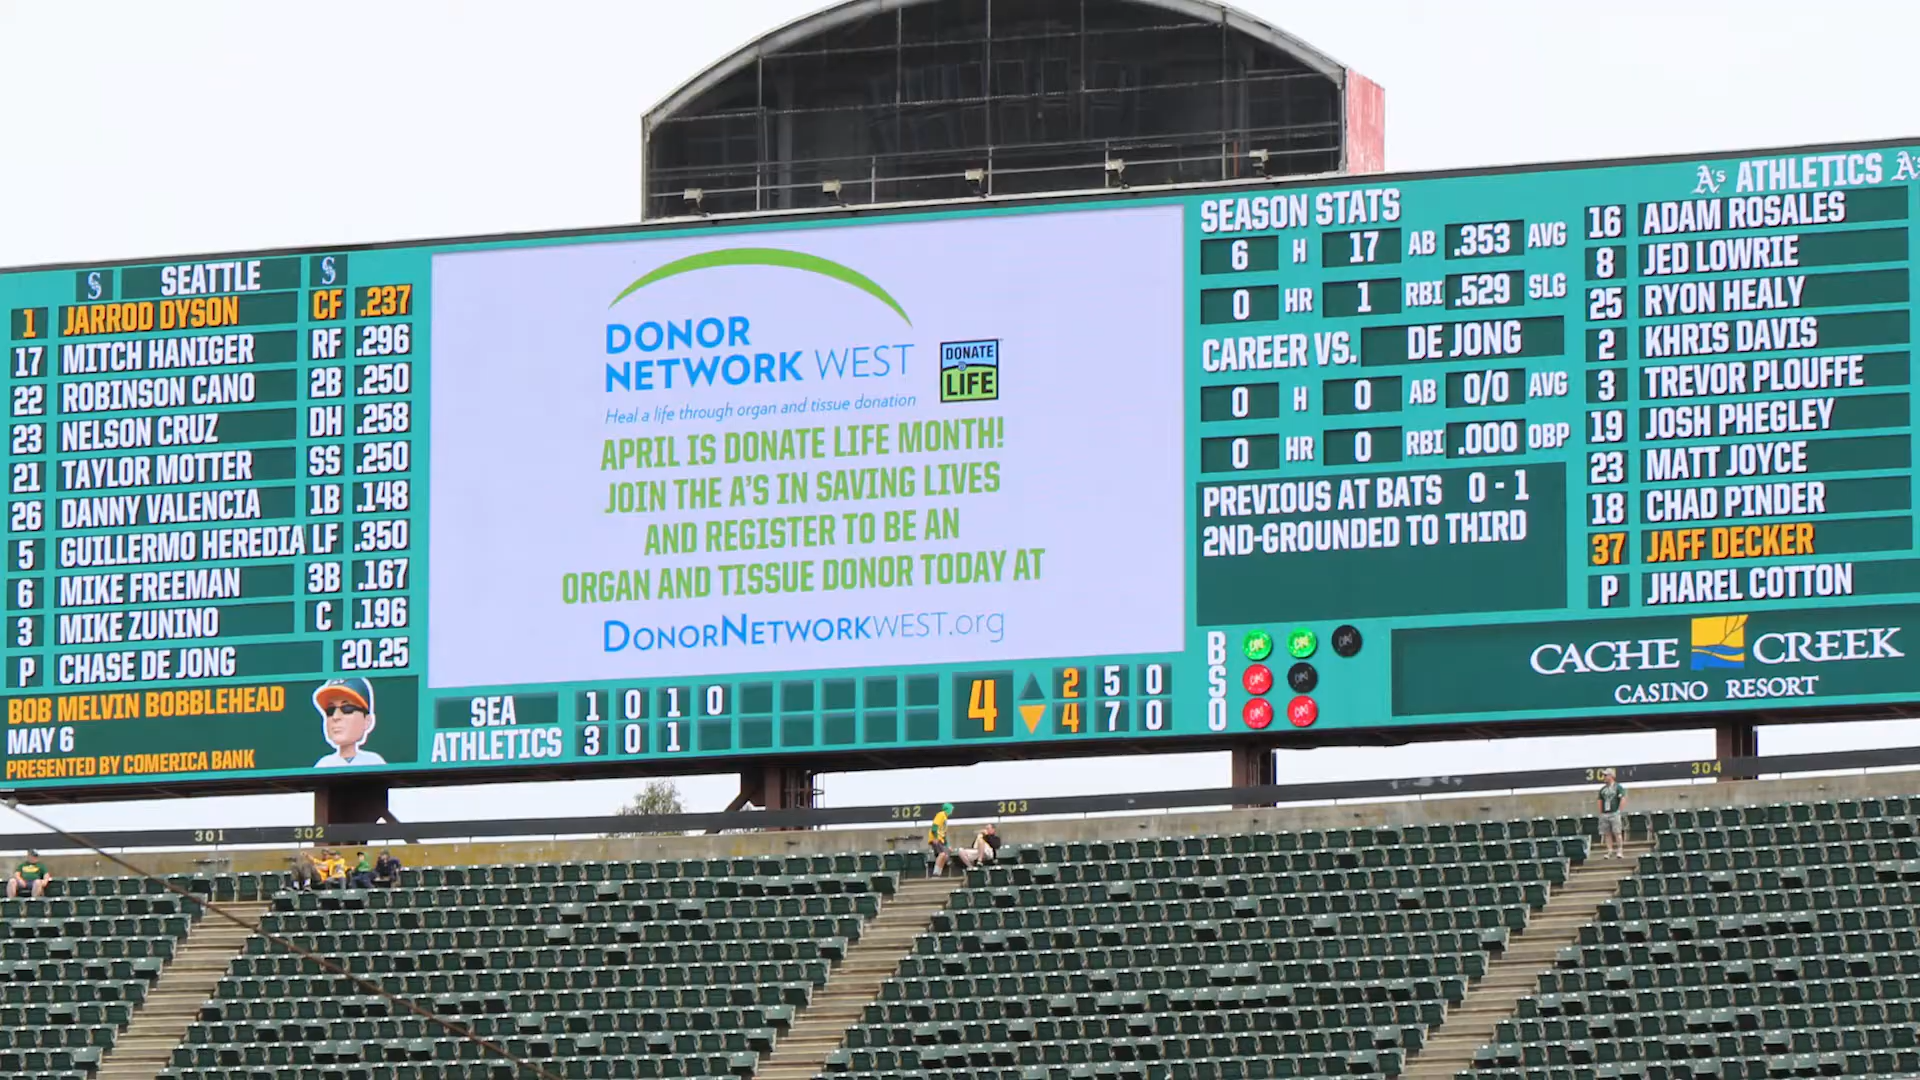 SEATTLE
1 JARROD DYSON CF .237
17 MITCH HANIGER RF .296
22 ROBINSON CANO 2B .250
23 NELSON CRUZ DH .258
21 TAYLOR MOTTER SS .250
26 DANNY VALENCIA 1B .148
5 GUILLERMO HEREDIA LF .350
6 MIKE FREEMAN 3B .167
3 MIKE ZUNINO C .196
P CHASE DE JONG 20.25
BOB MELVIN BOBBLEHEAD
MAY 6
PRESENTED BY COMERICA BANK
DONOR
NETWORK WEST
DONATE
LIFE
Heal a life through organ and tissue donation
APRIL IS DONATE LIFE MONTH!
JOIN THE A'S IN SAVING LIVES
AND REGISTER TO BE AN
ORGAN AND TISSUE DONOR TODAY AT
DONORNETWORKWEST.org
SEA 1 0 1 0 4 2 5 0
ATHLETICS 3 0 1 4 7 0
SEASON STATS
6 H 17 AB .353 AVG
0 HR 1 RBI .529 SLG
CAREER VS. DE JONG
0 H 0 AB 0/0 AVG
0 HR 0 RBI .000 OBP
PREVIOUS AT BATS 0 - 1
2ND-GROUNDED TO THIRD
B
S
O
A's ATHLETICS A's
16 ADAM ROSALES
8 JED LOWRIE
25 RYON HEALY
2 KHRIS DAVIS
3 TREVOR PLOUFFE
19 JOSH PHEGLEY
23 MATT JOYCE
18 CHAD PINDER
37 JAFF DECKER
P JHAREL COTTON
CACHE CREEK
CASINO RESORT
301 302 302 303 304